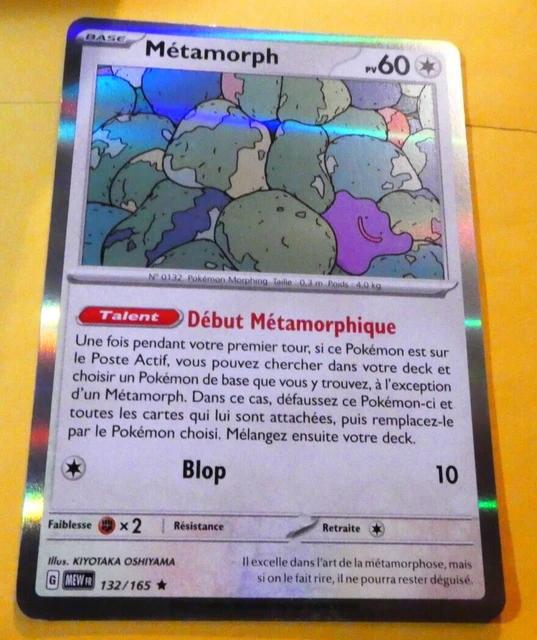 BASE
Métamorph
PV 60
N° 0132 Pokémon Morphing Taille : 0,3 m Poids : 4,0 kg
Talent Début Métamorphique
Une fois pendant votre premier tour, si ce Pokémon est sur
le Poste Actif, vous pouvez chercher dans votre deck et
choisir un Pokémon de base que vous y trouvez, à l'exception
d'un Métamorph. Dans ce cas, défaussez ce Pokémon-ci et
toutes les cartes qui lui sont attachées, puis remplacez-le
par le Pokémon choisi. Mélangez ensuite votre deck.
Blop 10
Faiblesse ×2 Résistance Retraite
Illus. KIYOTAKA OSHIYAMA
Il excelle dans l'art de la métamorphose, mais
si on le fait rire, il ne pourra rester déguisé.
G MEW FR 132/165 ★